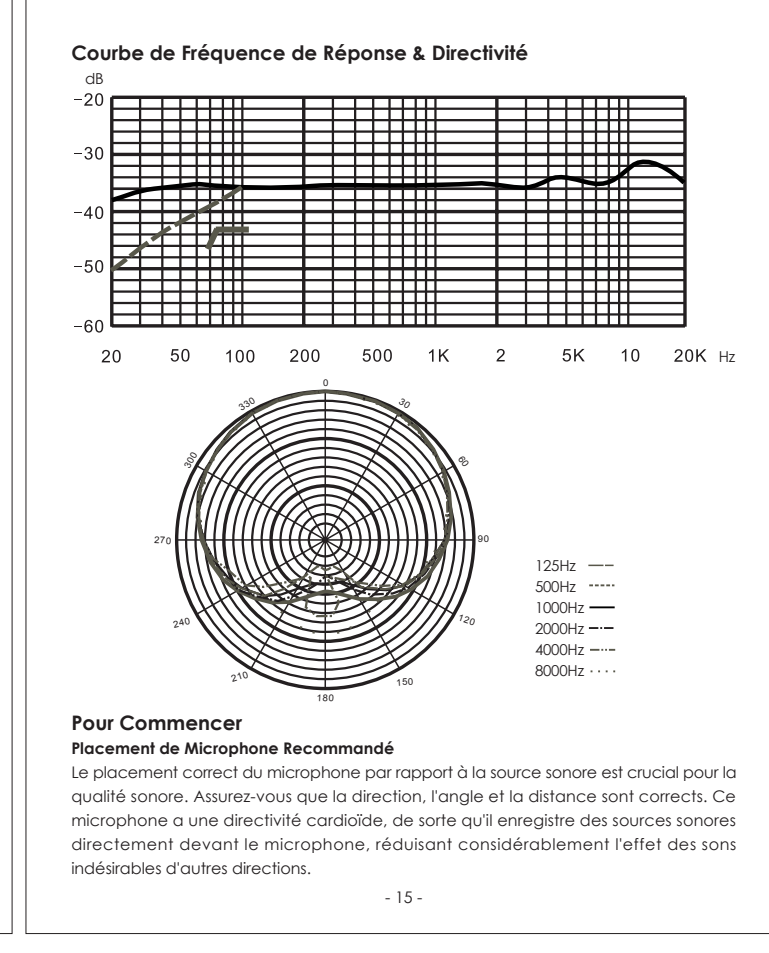 Courbe de Fréquence de Réponse & Directivité
dB
−20
−30
−40
−50
−60
20 50 100 200 500 1K 2 5K 10 20K Hz
0
330 30
300 60
270 90
240 120
210 150
180
125Hz
500Hz
1000Hz
2000Hz
4000Hz
8000Hz
Pour Commencer
Placement de Microphone Recommandé
Le placement correct du microphone par rapport à la source sonore est crucial pour la
qualité sonore. Assurez-vous que la direction, l'angle et la distance sont corrects. Ce
microphone a une directivité cardioïde, de sorte qu'il enregistre des sources sonores
directement devant le microphone, réduisant considérablement l'effet des sons
indésirables d'autres directions.
- 15 -